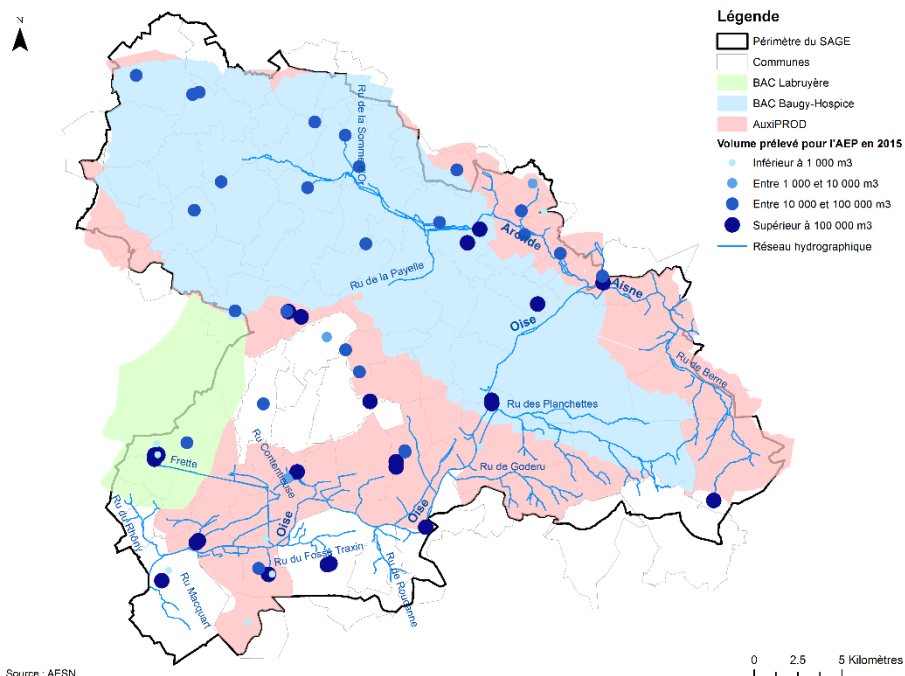 N
Légende
Périmètre du SAGE
Communes
BAC Labruyère
BAC Baugy-Hospice
AuxiPROD
Volume prélevé pour l'AEP en 2015
Inférieur à 1 000 m3
Entre 1 000 et 10 000 m3
Entre 10 000 et 100 000 m3
Supérieur à 100 000 m3
Réseau hydrographique
Ru de la Somme d'Or
Aronde
Ru de la Payelle
Aisne
Oise
Ru de Berne
Ru des Planchettes
Ru Contentieuse
Frette
Ru de Goderu
Oise
Oise
Ru du Rhôny
Ru du Fossé Traxin
Ru de Roucanne
Ru Macquart
Source : AESN
0 2.5 5 Kilomètres